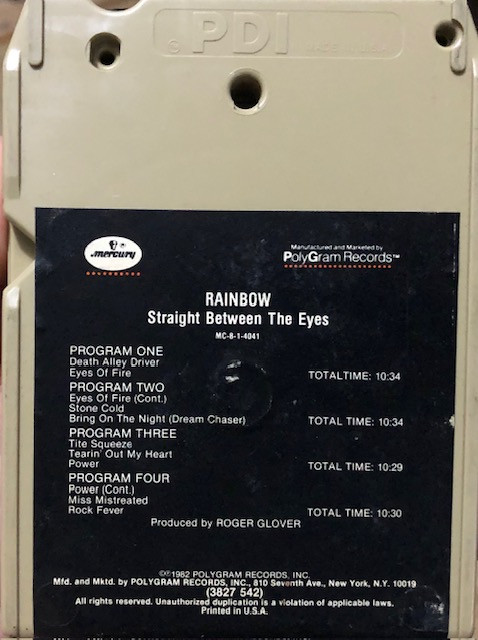 PDI
mercury
Manufactured and Marketed by
PolyGram Records™
RAINBOW
Straight Between The Eyes
MC-8-1-4041
PROGRAM ONE
Death Alley Driver
Eyes Of Fire TOTALTIME: 10:34
PROGRAM TWO
Eyes Of Fire (Cont.)
Stone Cold
Bring On The Night (Dream Chaser) TOTAL TIME: 10:34
PROGRAM THREE
Tite Squeeze
Tearin' Out My Heart
Power TOTAL TIME: 10:29
PROGRAM FOUR
Power (Cont.)
Miss Mistreated
Rock Fever TOTAL TIME: 10:30
Produced by ROGER GLOVER
©℗1982 POLYGRAM RECORDS, INC.
Mfd. and Mktd. by POLYGRAM RECORDS, INC., 810 Seventh Ave., New York, N.Y. 10019
(3827 542)
All rights reserved. Unauthorized duplication is a violation of applicable laws.
Printed in U.S.A.